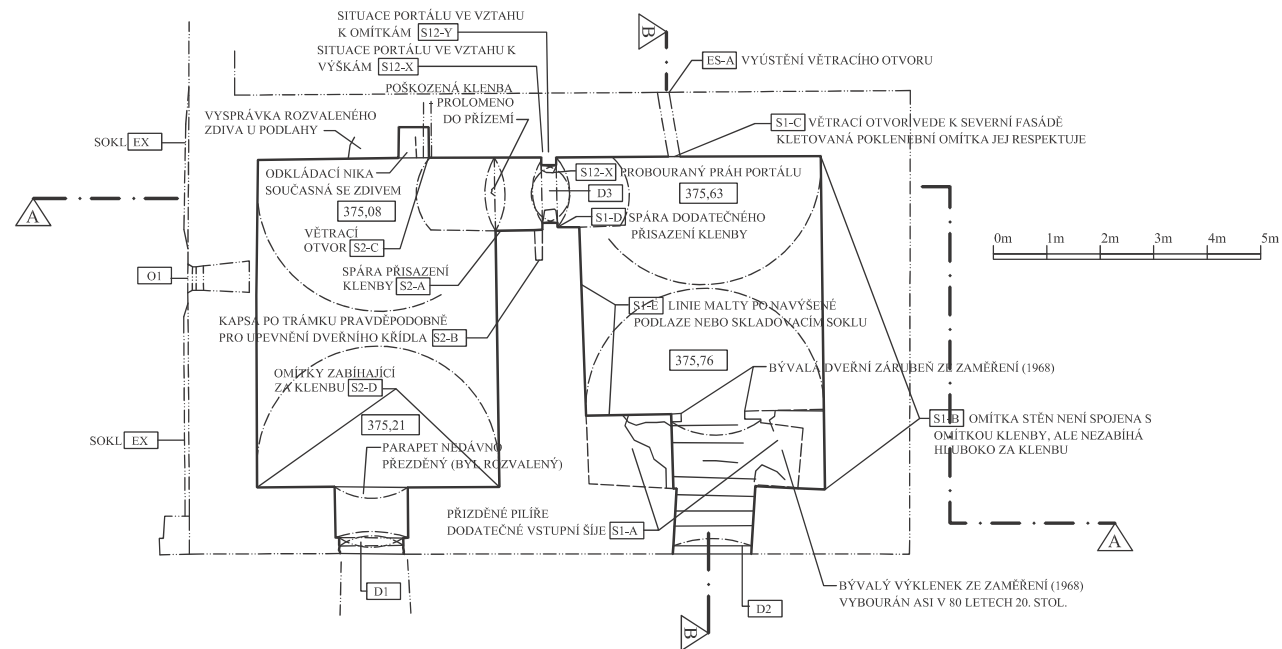 SITUACE PORTÁLU VE VZTAHU
K OMÍTKÁM S12-Y
SITUACE PORTÁLU VE VZTAHU K
VÝŠKÁM S12-X
POŠKOZENÁ KLENBA
PROLOMENO
DO PŘÍZEMÍ
B
ES-A VYÚSTĚNÍ VĚTRACÍHO OTVORU
VYSPRÁVKA ROZVALENÉHO
ZDIVA U PODLAHY
SOKL EX
S1-C VĚTRACÍ OTVOR VEDE K SEVERNÍ FASÁDĚ
KLETOVANÁ POKLENEBNÍ OMÍTKA JEJ RESPEKTUJE
ODKLÁDACÍ NIKA
SOUČASNÁ SE ZDIVEM
375,08
S12-X PROBOURANÝ PRÁH PORTÁLU
D3
375,63
A
S1-D SPÁRA DODATEČNÉHO
PŘISAZENÍ KLENBY
VĚTRACÍ
OTVOR S2-C
0m 1m 2m 3m 4m 5m
O1
SPÁRA PŘISAZENÍ
KLENBY S2-A
S1-E LINIE MALTY PO NAVÝŠENÉ
PODLAZE NEBO SKLADOVACÍM SOKLU
KAPSA PO TRÁMKU PRAVDĚPODOBNĚ
PRO UPEVNĚNÍ DVEŘNÍHO KŘÍDLA S2-B
375,76
BÝVALÁ DVEŘNÍ ZÁRUBEŇ ZE ZAMĚŘENÍ (1968)
OMÍTKY ZABÍHAJÍCÍ
ZA KLENBU S2-D
375,21
SOKL EX
S1-B OMÍTKA STĚN NENÍ SPOJENA S
OMÍTKOU KLENBY, ALE NEZABÍHÁ
HLUBOKO ZA KLENBU
PARAPET NEDÁVNO
PŘEZDĚNÝ (BYL ROZVALENÝ)
PŘIZDĚNÉ PILÍŘE
DODATEČNÉ VSTUPNÍ ŠÍJE S1-A
A
D1
D2
BÝVALÝ VÝKLENEK ZE ZAMĚŘENÍ (1968)
VYBOURÁN ASI V 80 LETECH 20. STOL.
B